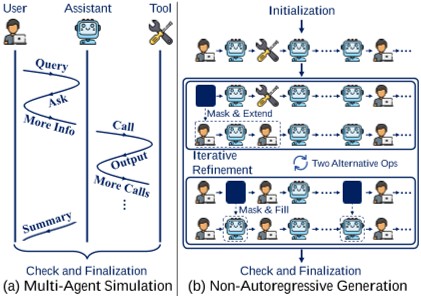 User Assistant Tool
Query
Ask
More Info
Call
Output
More Calls
Summary
Check and Finalization
(a) Multi-Agent Simulation
Initialization
Mask & Extend
Iterative
Refinement
Two Alternative Ops
Mask & Fill
Check and Finalization
(b) Non-Autoregressive Generation